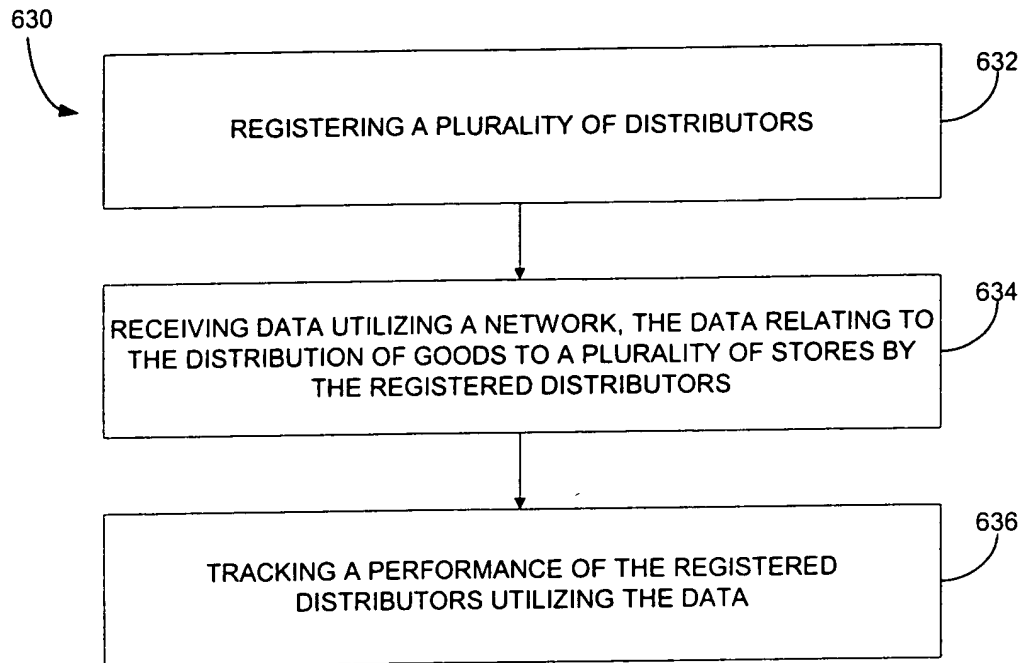 630
632
REGISTERING A PLURALITY OF DISTRIBUTORS
634
RECEIVING DATA UTILIZING A NETWORK, THE DATA RELATING TO
THE DISTRIBUTION OF GOODS TO A PLURALITY OF STORES BY
THE REGISTERED DISTRIBUTORS
636
TRACKING A PERFORMANCE OF THE REGISTERED
DISTRIBUTORS UTILIZING THE DATA